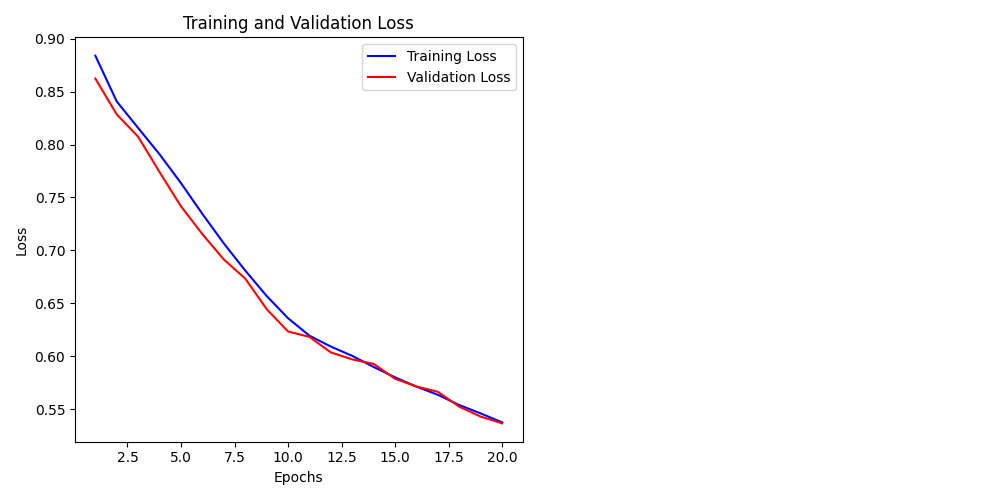 Training and Validation Loss
Training Loss
Validation Loss
0.90
0.85
0.80
0.75
0.70
0.65
0.60
0.55
Loss
2.5 5.0 7.5 10.0 12.5 15.0 17.5 20.0
Epochs